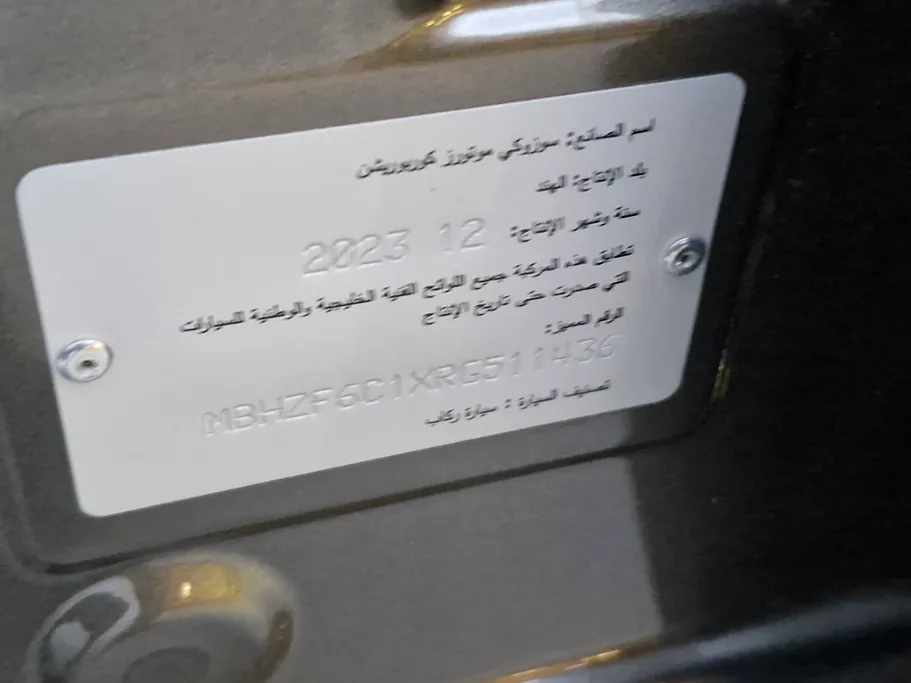 اسم الصانع: سوزوكي موتورز كوربوريشن
بلد الإنتاج: الهند
سنة وشهر الإنتاج: 2023 12
تطابق هذه المركبة جميع اللوائح الفنية الخليجية والوطنية للسيارات
التي صدرت حتى تاريخ الإنتاج
الرقم المميز:
MBHZF6C1XRG511436
تصنيف السيارة : سيارة ركاب